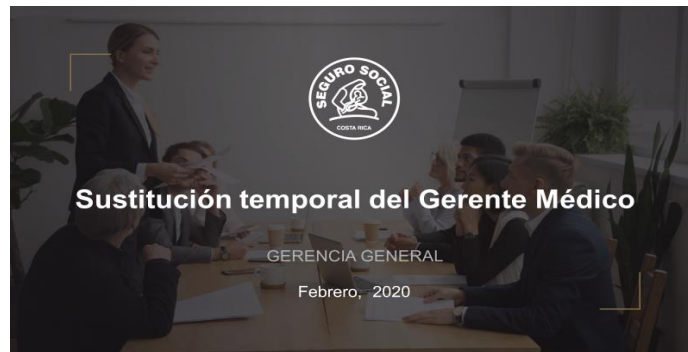 SEGURO SOCIAL
COSTA RICA
Sustitución temporal del Gerente Médico
GERENCIA GENERAL
Febrero, 2020